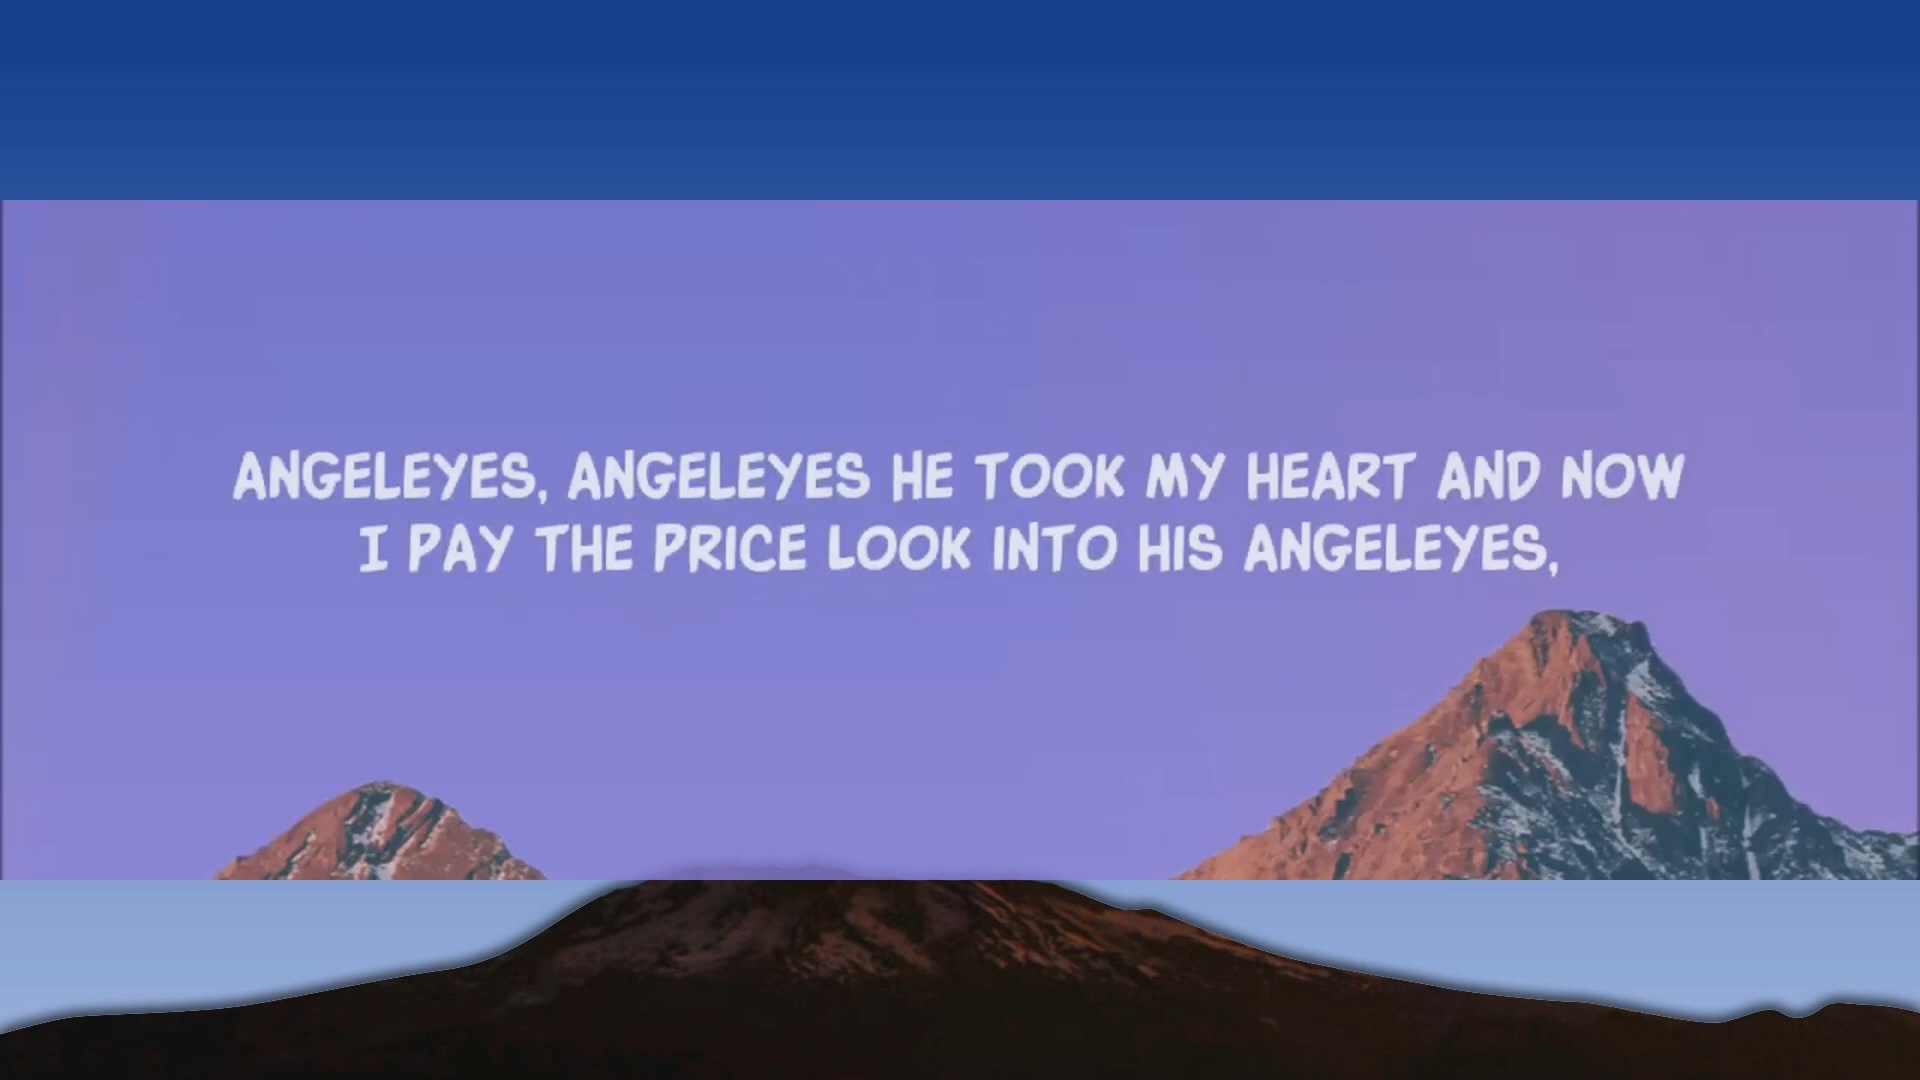 ANGELEYES, ANGELEYES HE TOOK MY HEART AND NOW
I PAY THE PRICE LOOK INTO HIS ANGELEYES,